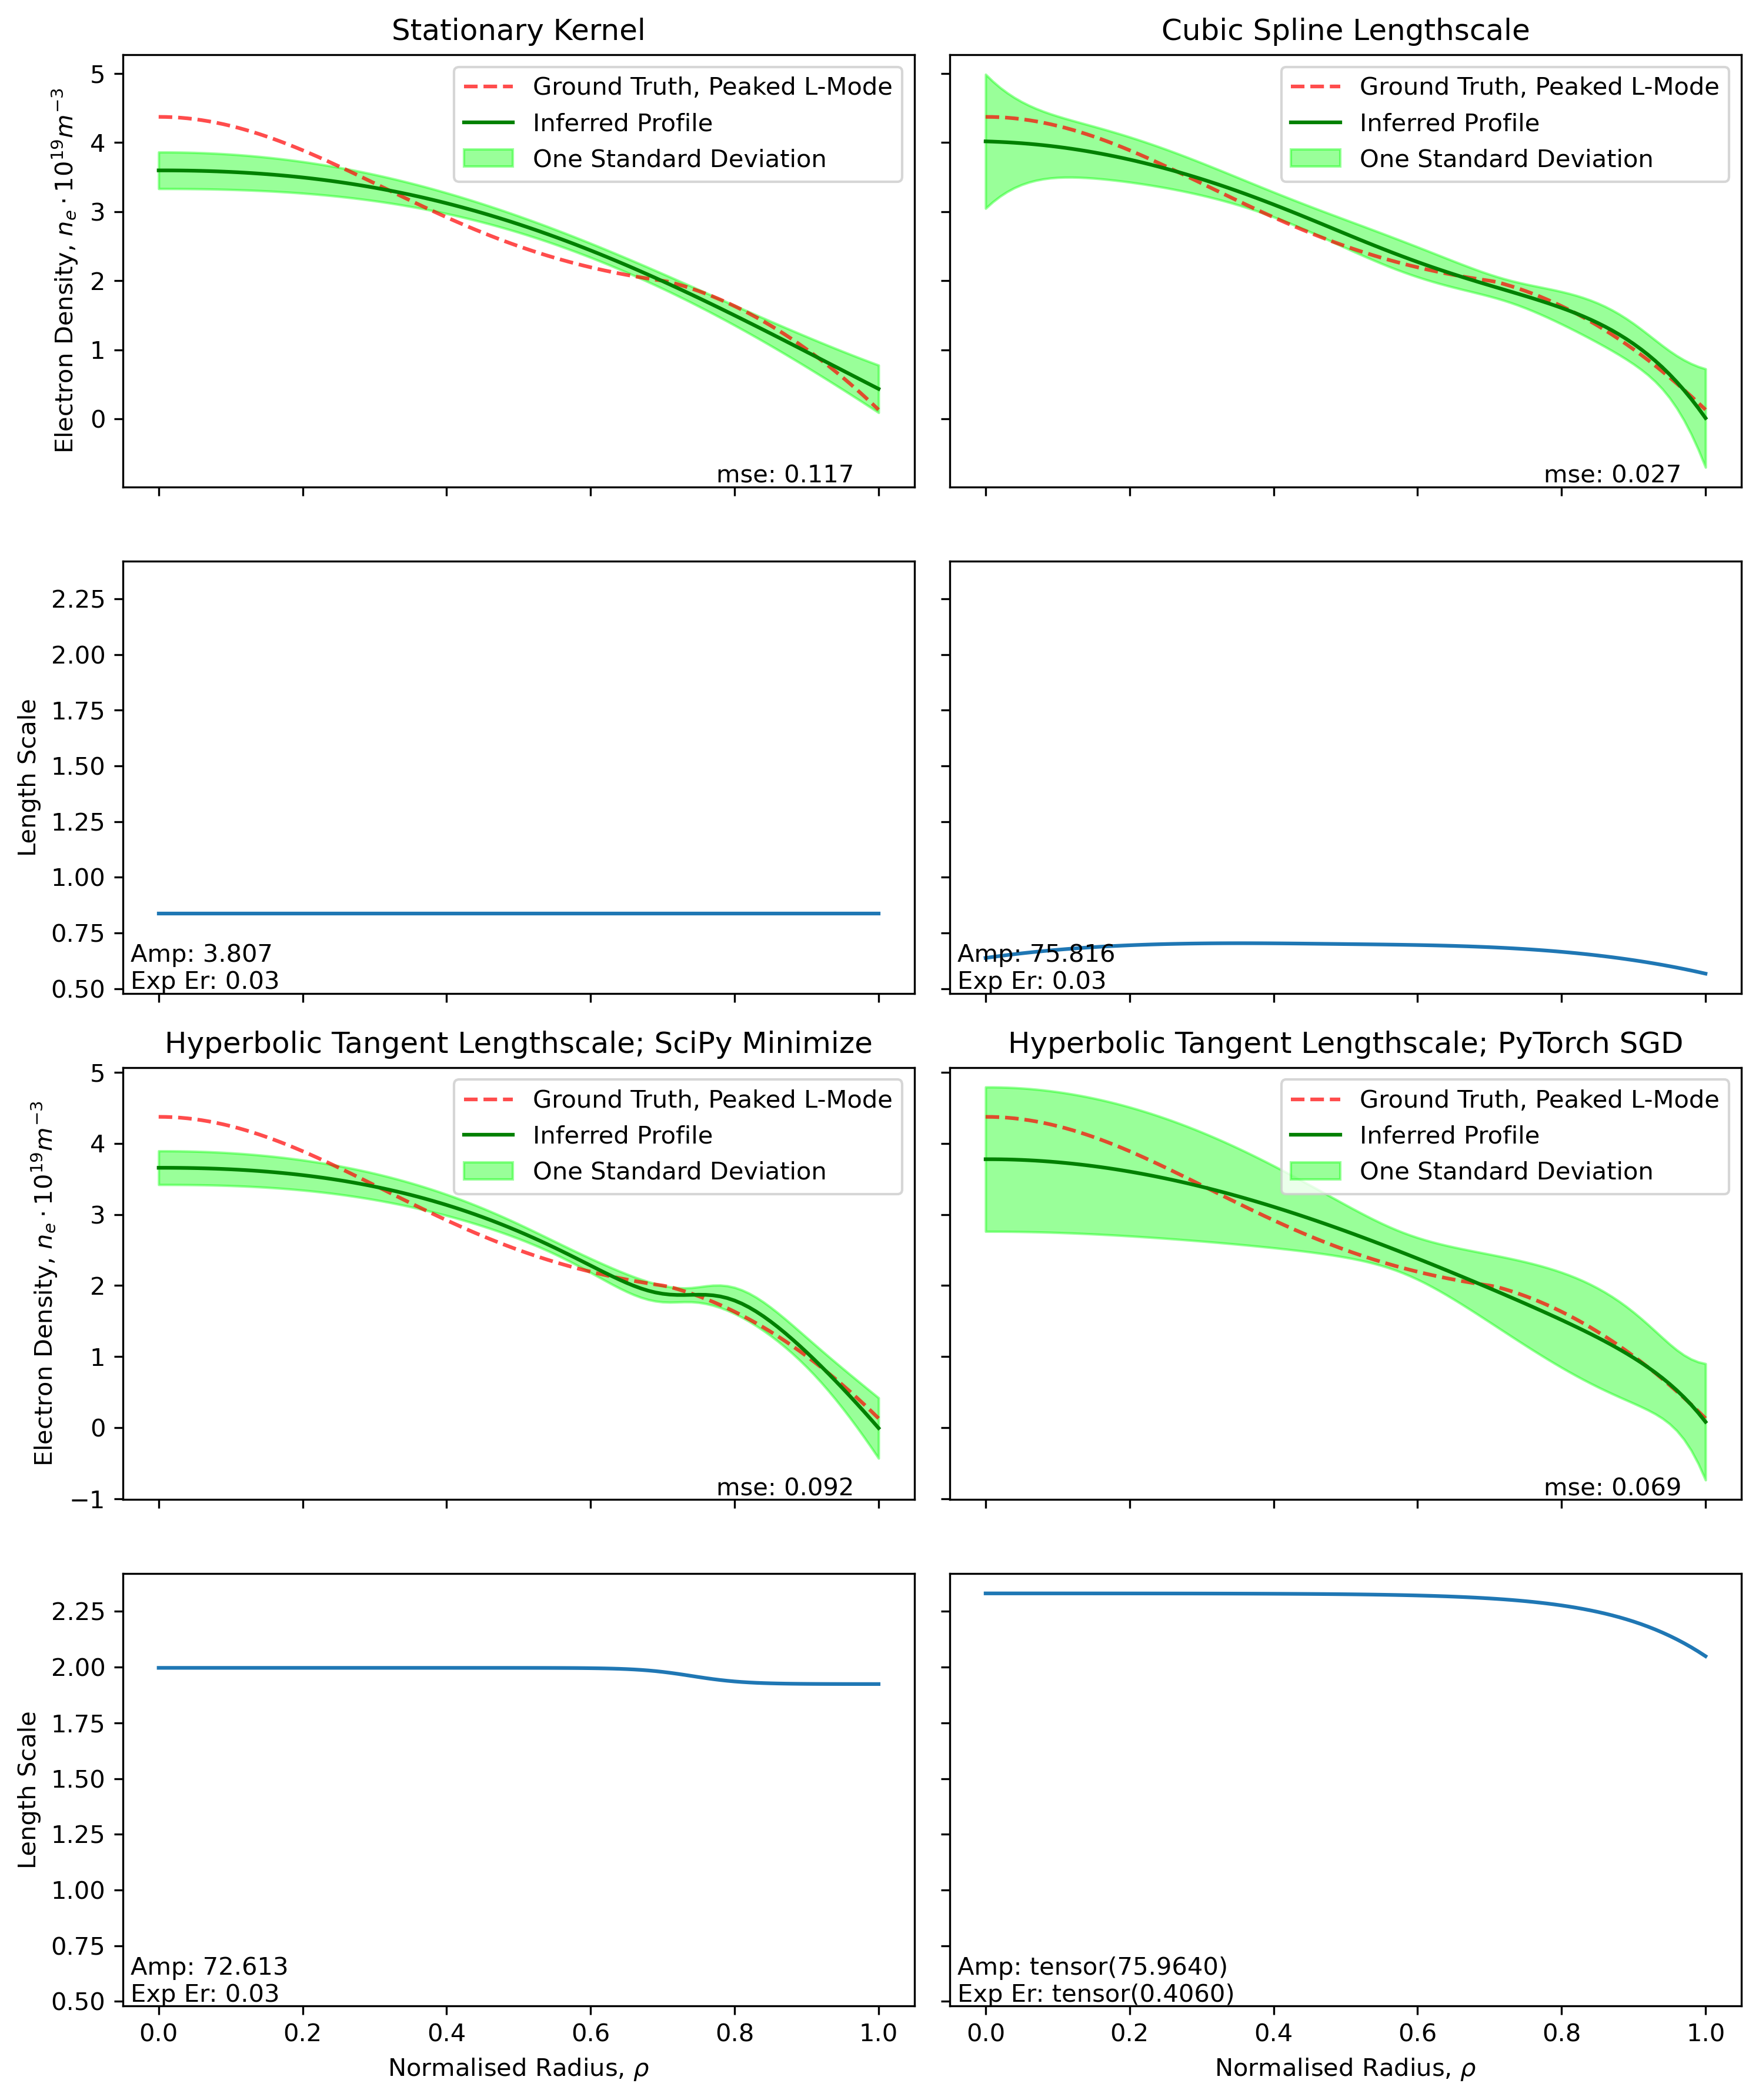 Stationary Kernel
Electron Density, $n_e \cdot 10^{19} m^{-3}$
5
4
3
2
1
0
Ground Truth, Peaked L-Mode
Inferred Profile
One Standard Deviation
mse: 0.117
Cubic Spline Lengthscale
Ground Truth, Peaked L-Mode
Inferred Profile
One Standard Deviation
mse: 0.027
Length Scale
2.25
2.00
1.75
1.50
1.25
1.00
0.75
0.50
Amp: 3.807
Exp Er: 0.03
Amp: 75.816
Exp Er: 0.03
Hyperbolic Tangent Lengthscale; SciPy Minimize
Electron Density, $n_e \cdot 10^{19} m^{-3}$
5
4
3
2
1
0
−1
Ground Truth, Peaked L-Mode
Inferred Profile
One Standard Deviation
mse: 0.092
Hyperbolic Tangent Lengthscale; PyTorch SGD
Ground Truth, Peaked L-Mode
Inferred Profile
One Standard Deviation
mse: 0.069
Length Scale
2.25
2.00
1.75
1.50
1.25
1.00
0.75
0.50
Amp: 72.613
Exp Er: 0.03
0.0 0.2 0.4 0.6 0.8 1.0
Normalised Radius, ρ
Amp: tensor(75.9640)
Exp Er: tensor(0.4060)
0.0 0.2 0.4 0.6 0.8 1.0
Normalised Radius, ρ